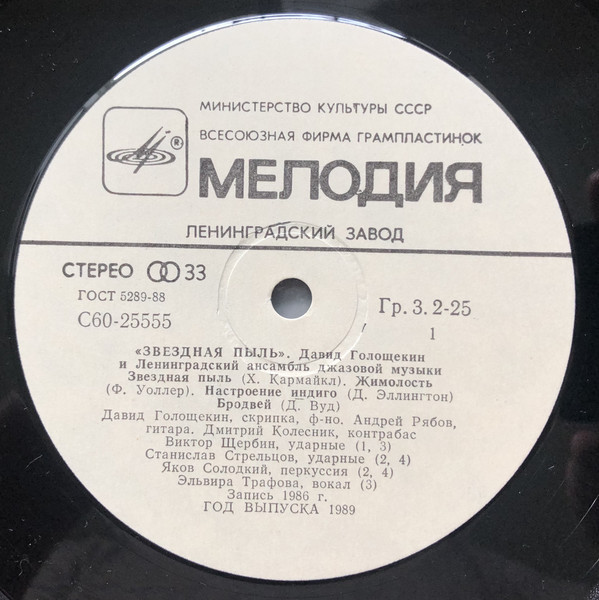 МИНИСТЕРСТВО КУЛЬТУРЫ СССР
ВСЕСОЮЗНАЯ ФИРМА ГРАМПЛАСТИНОК
®
МЕЛОДИЯ
ЛЕНИНГРАДСКИЙ ЗАВОД
СТЕРЕО 33
ГОСТ 5289-88
Гр. 3. 2-25
С60-25555
1
«ЗВЕЗДНАЯ ПЫЛЬ». Давид Голощекин
и Ленинградский ансамбль джазовой музыки
Звездная пыль (Х. Кармайкл). Жимолость
(Ф. Уоллер). Настроение индиго (Д. Эллингтон)
Бродвей (Д. Вуд)
Давид Голощекин, скрипка, ф-но. Андрей Рябов,
гитара. Дмитрий Колесник, контрабас
Виктор Щербин, ударные (1, 3)
Станислав Стрельцов, ударные (2, 4)
Яков Солодкий, перкуссия (2, 4)
Эльвира Трафова, вокал (3)
Запись 1986 г.
ГОД ВЫПУСКА 1989